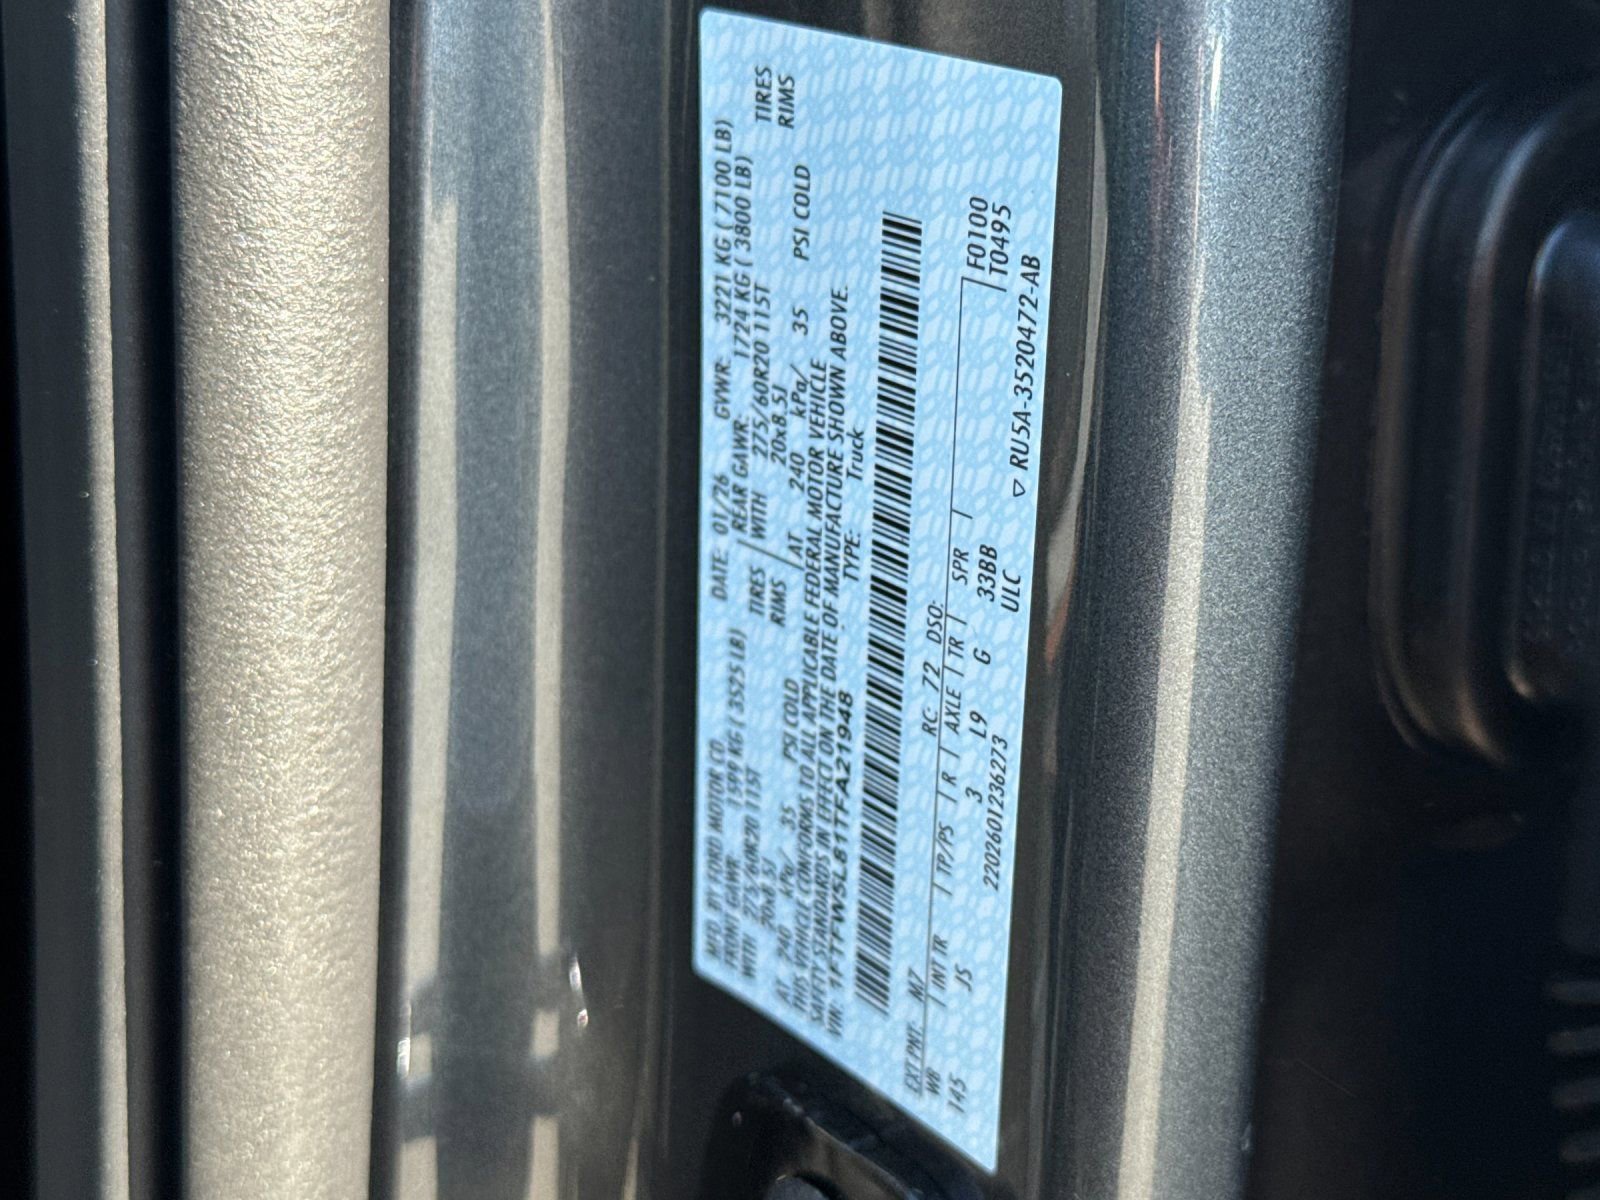 MFD. BY FORD MOTOR CO. DATE: 01/26 GVWR: 3221 KG ( 7100 LB)
FRONT GAWR: 1599 KG ( 3525 LB) REAR GAWR: 1724 KG ( 3800 LB)
WITH 275/60R20 115T TIRES WITH 275/60R20 115T TIRES
20x8.5J RIMS 20x8.5J RIMS
AT 240 kPa/ 35 PSI COLD AT 240 kPa/ 35 PSI COLD
THIS VEHICLE CONFORMS TO ALL APPLICABLE FEDERAL MOTOR VEHICLE
SAFETY STANDARDS IN EFFECT ON THE DATE OF MANUFACTURE SHOWN ABOVE.
VIN: 1FTFW5L81TFA21948 TYPE: Truck
EXT PNT: M7 RC: 72 DSO: F0100
WB INT TR TP/PS R AXLE TR SPR T0495
145 JS 3 L9 G 33BB
2202601236273 ULC ▽ RU5A-3520472-AB